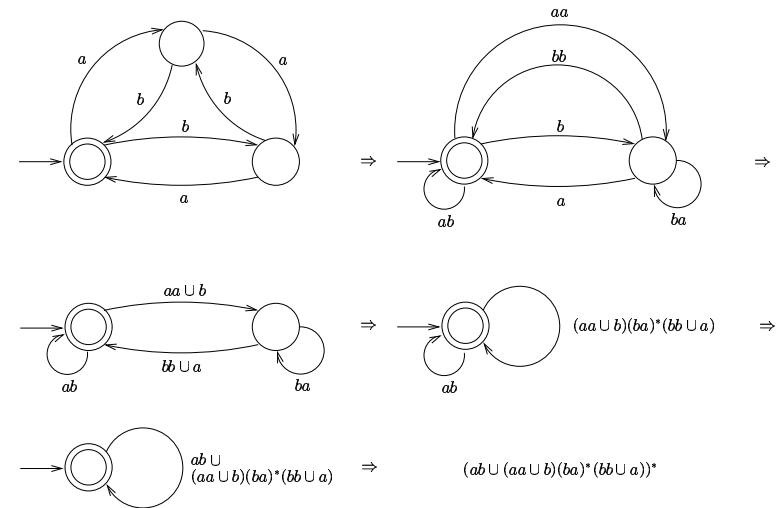 a
a
b
b
b
a
⇒
aa
bb
b
a
ab
ba
⇒
aa ∪ b
bb ∪ a
ab
ba
⇒
(aa ∪ b)(ba)*(bb ∪ a)
ab
⇒
ab ∪
(aa ∪ b)(ba)*(bb ∪ a)
⇒
(ab ∪ (aa ∪ b)(ba)*(bb ∪ a))*